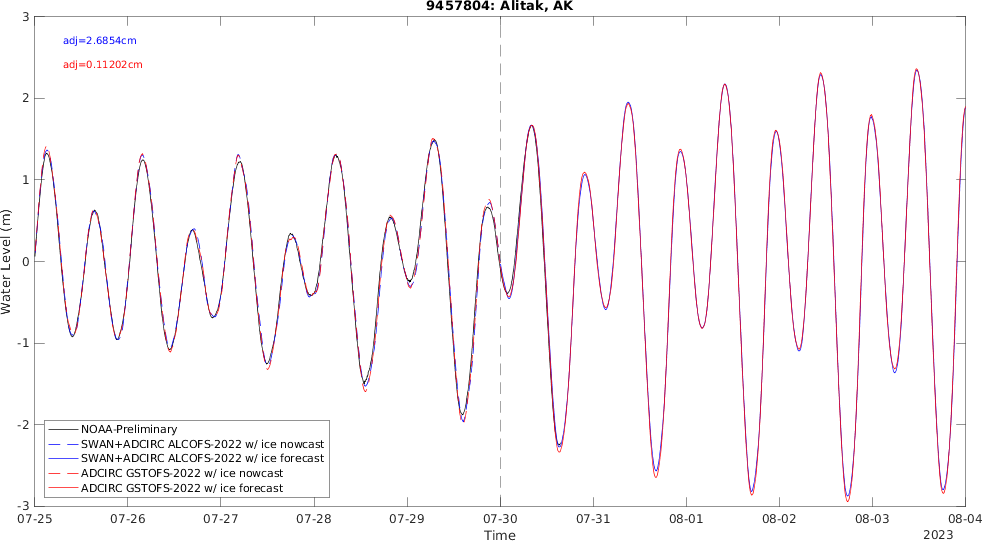 9457804: Alitak, AK
adj=2.6854cm
adj=0.11202cm
Water Level (m)
3
2
1
0
-1
-2
-3
NOAA-Preliminary
SWAN+ADCIRC ALCOFS-2022 w/ ice nowcast
SWAN+ADCIRC ALCOFS-2022 w/ ice forecast
ADCIRC GSTOFS-2022 w/ ice nowcast
ADCIRC GSTOFS-2022 w/ ice forecast
07-25 07-26 07-27 07-28 07-29 07-30 07-31 08-01 08-02 08-03 08-04
Time
2023